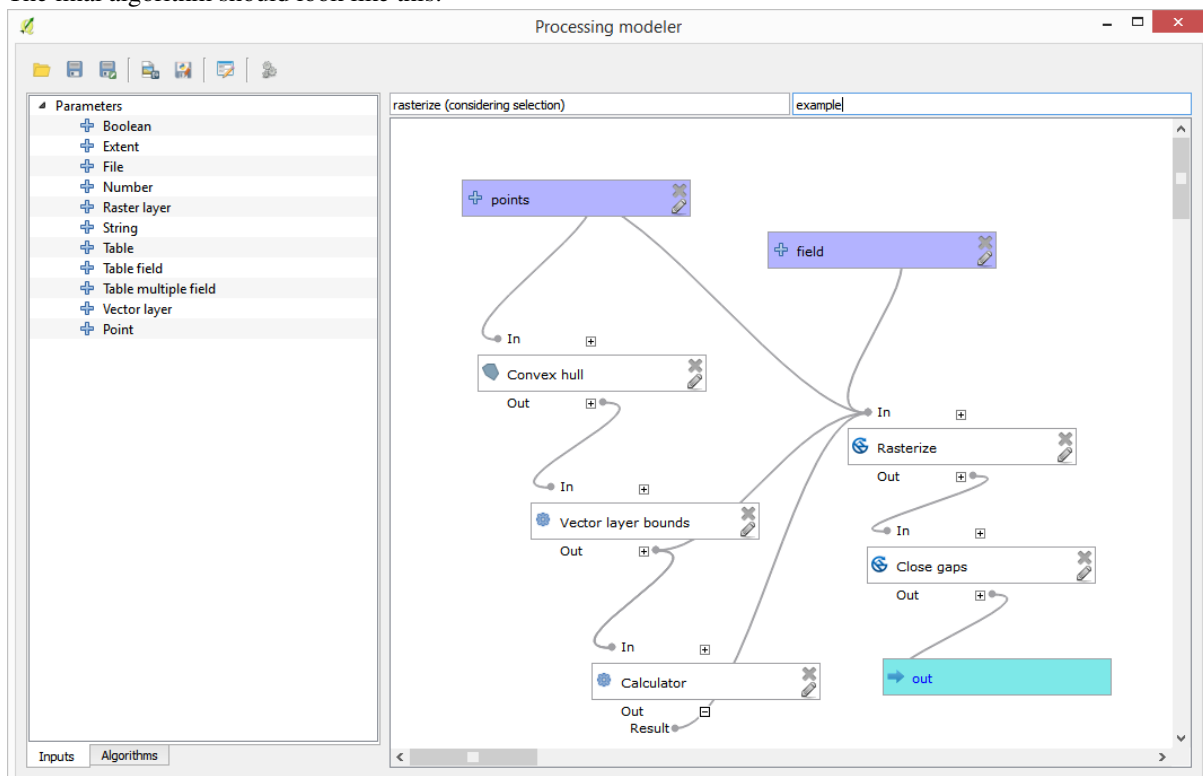 The final algorithm should look like this:
Processing modeler
Parameters
Boolean
Extent
File
Number
Raster layer
String
Table
Table field
Table multiple field
Vector layer
Point
Inputs
Algorithms
rasterize (considering selection)
example
points
field
In
Convex hull
Out
In
Rasterize
Out
In
Vector layer bounds
Out
In
Close gaps
Out
In
Calculator
Out
Result
out